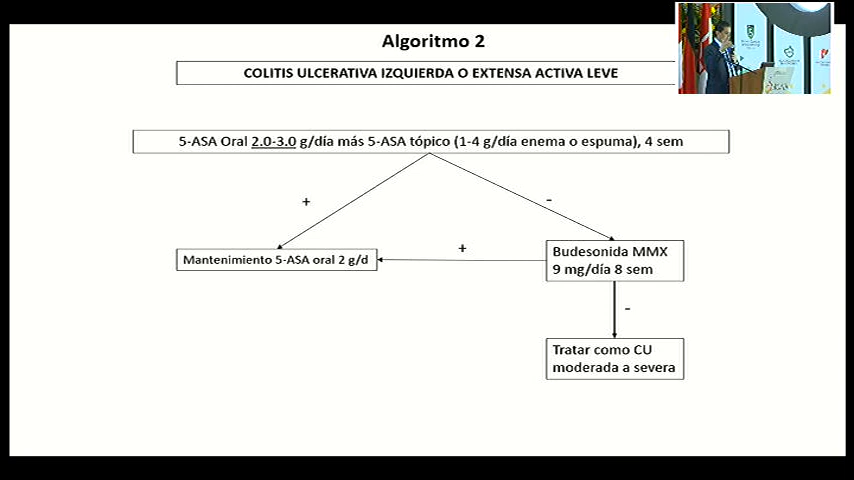 Algoritmo 2
COLITIS ULCERATIVA IZQUIERDA O EXTENSA ACTIVA LEVE
5-ASA Oral 2.0-3.0 g/día más 5-ASA tópico (1-4 g/día enema o espuma), 4 sem
+
-
Mantenimiento 5-ASA oral 2 g/d
+
Budesonida MMX
9 mg/día 8 sem
-
Tratar como CU
moderada a severa